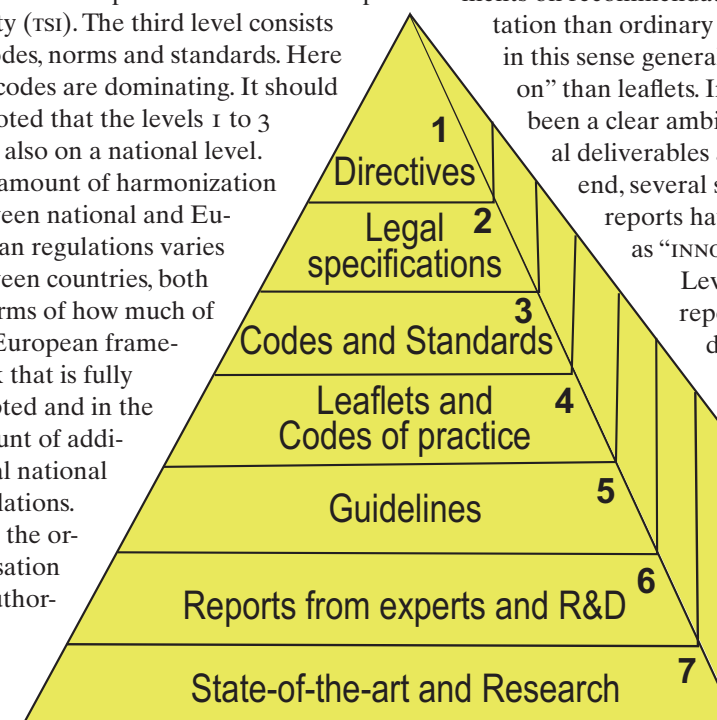 ty (TSI). The third level consists
odes, norms and standards. Here
codes are dominating. It should
oted that the levels 1 to 3
also on a national level.
amount of harmonization
een national and Eu-
an regulations varies
een countries, both
rms of how much of
European frame-
that is fully
pted and in the
unt of addi-
al national
lations.
the or-
sation
uthor-
1
Directives
2
Legal
specifications
3
Codes and Standards
4
Leaflets and
Codes of practice
5
Guidelines
6
Reports from experts and R&D
7
State-of-the-art and Research
tation than ordinary
in this sense genera
on” than leaflets. I
been a clear ambi
al deliverables
end, several s
reports ha
as “INNO
Lev
rep
d